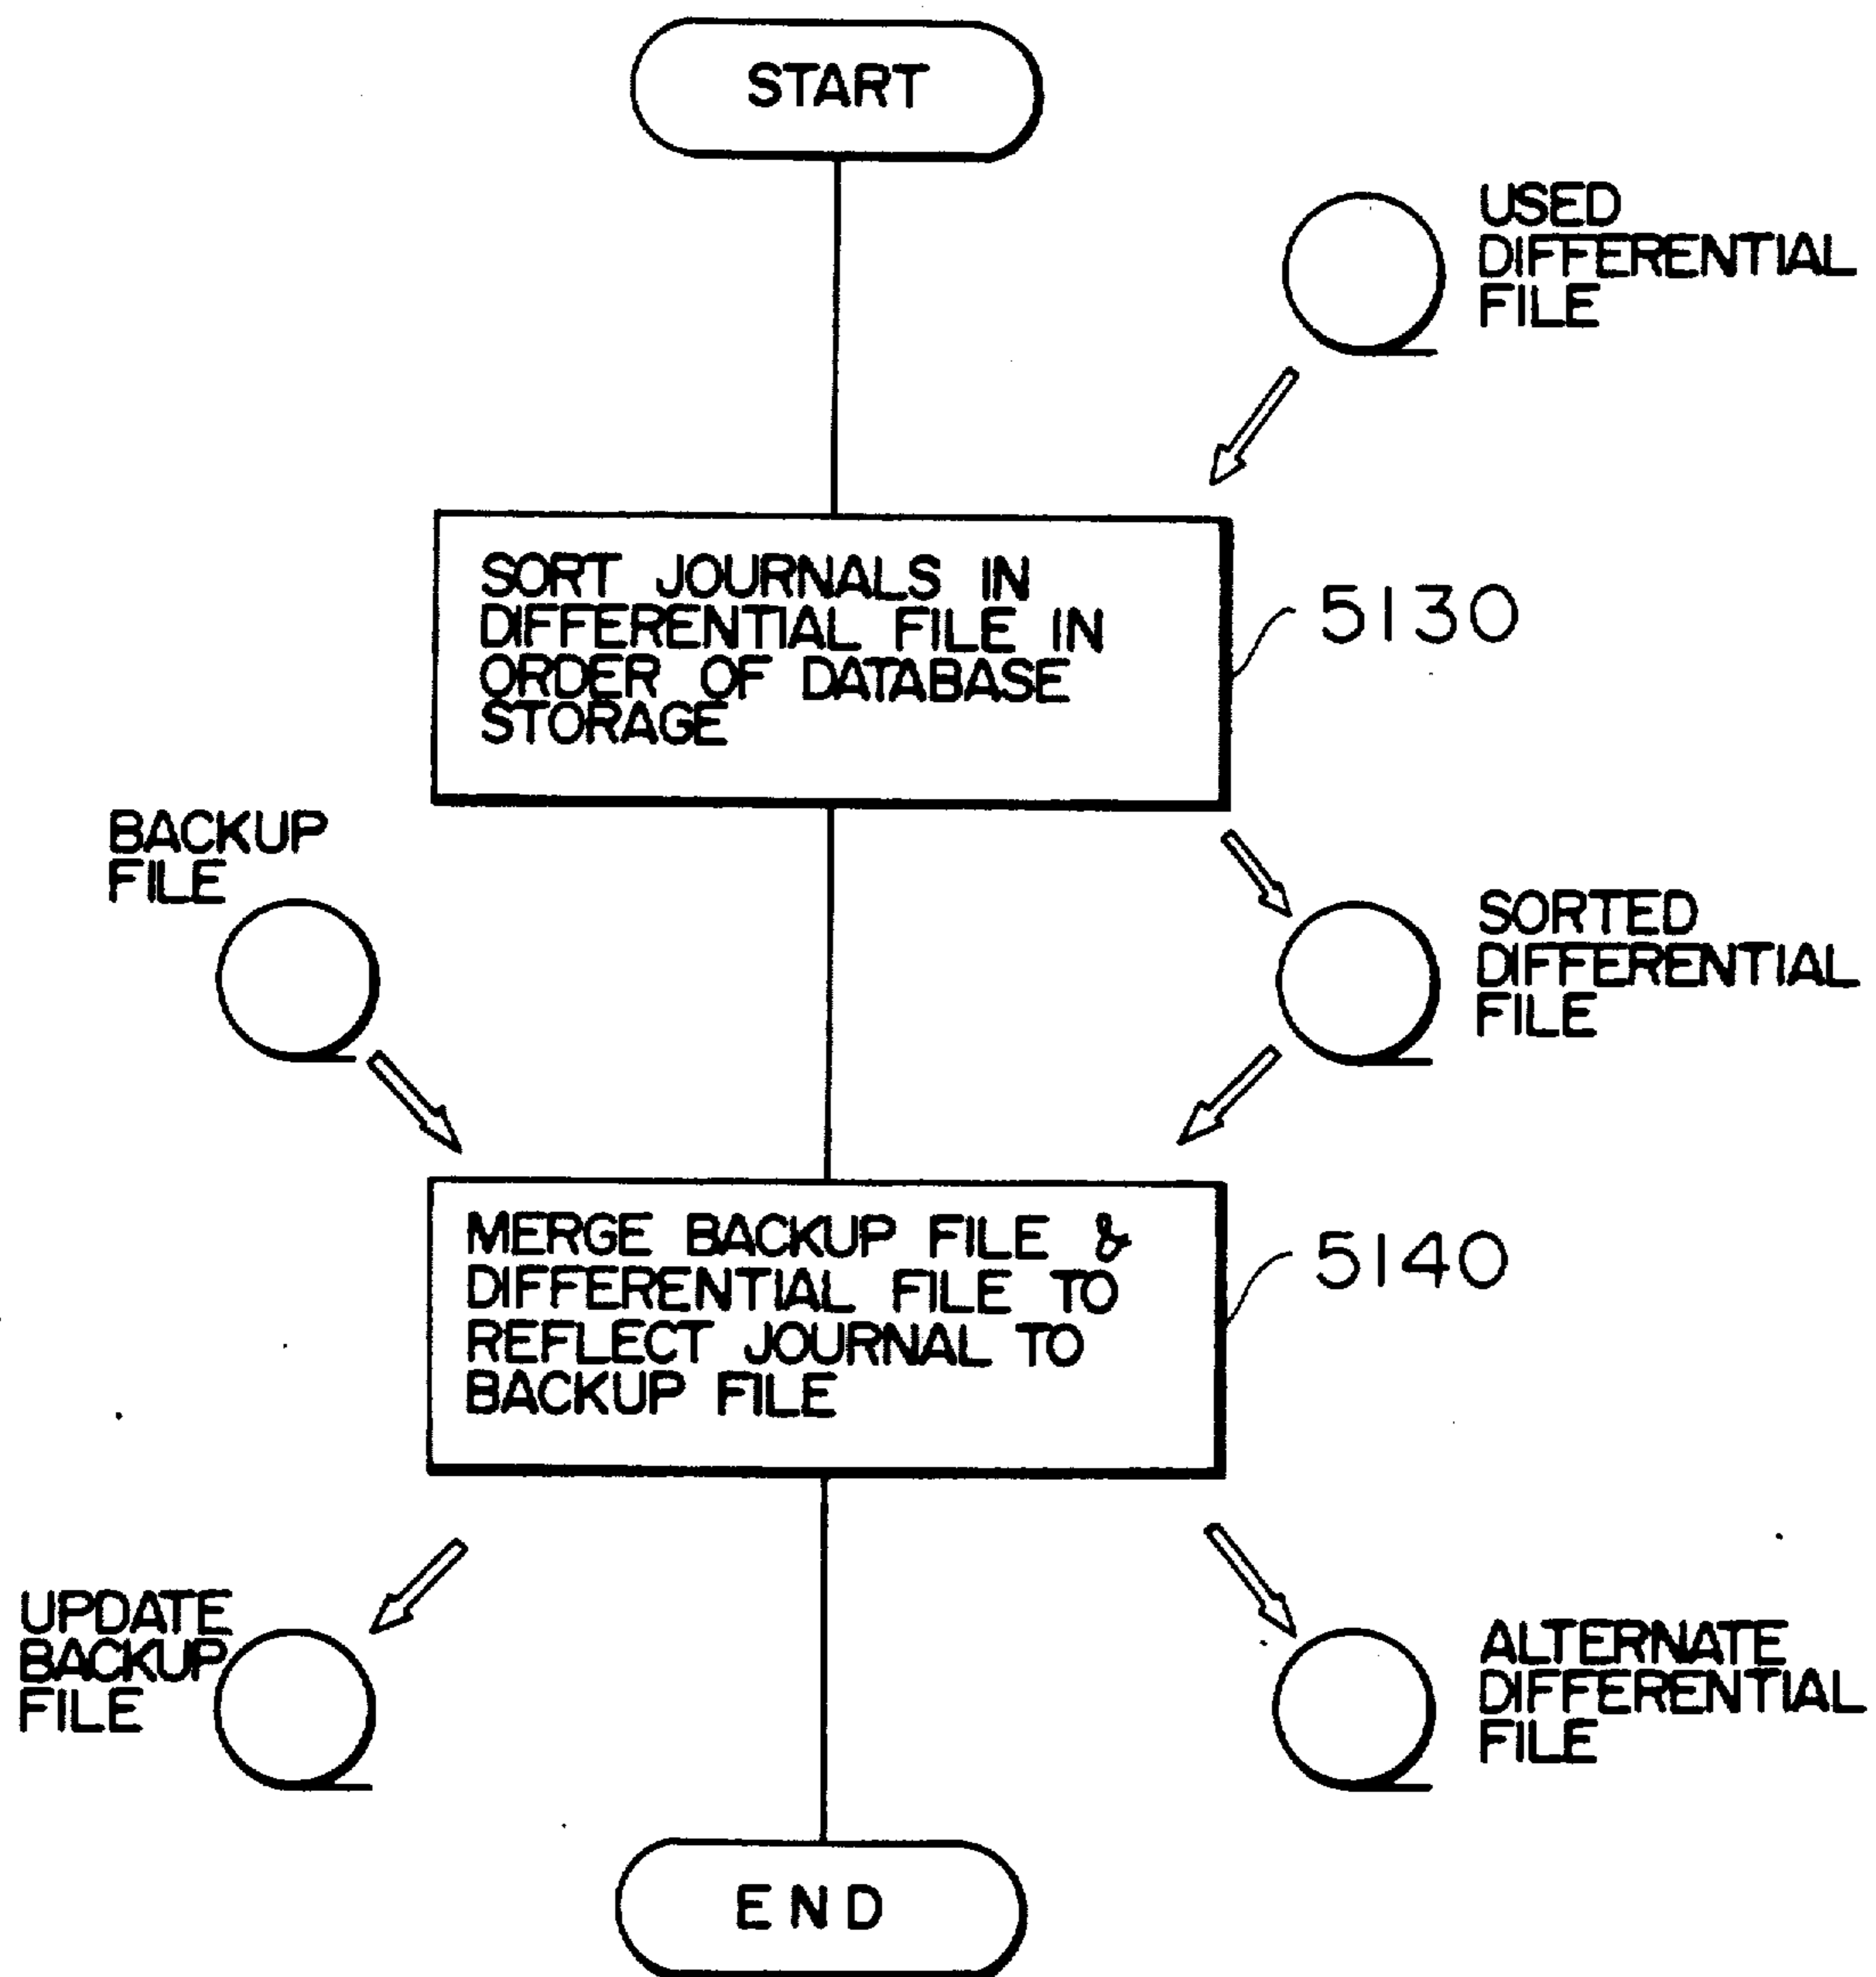 START
USED
DIFFERENTIAL
FILE
SORT JOURNALS IN
DIFFERENTIAL FILE IN
ORDER OF DATABASE
STORAGE
5130
BACKUP
FILE
SORTED
DIFFERENTIAL
FILE
MERGE BACKUP FILE &
DIFFERENTIAL FILE TO
REFLECT JOURNAL TO
BACKUP FILE
5140
UPDATE
BACKUP
FILE
ALTERNATE
DIFFERENTIAL
FILE
END